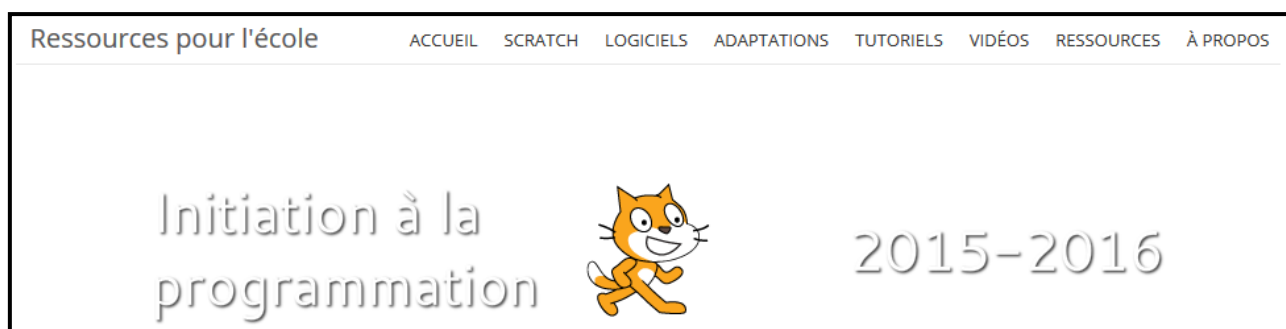 Ressources pour l'école ACCUEIL SCRATCH LOGICIELS ADAPTATIONS TUTORIELS VIDÉOS RESSOURCES À PROPOS
Initiation à la
programmation
2015-2016